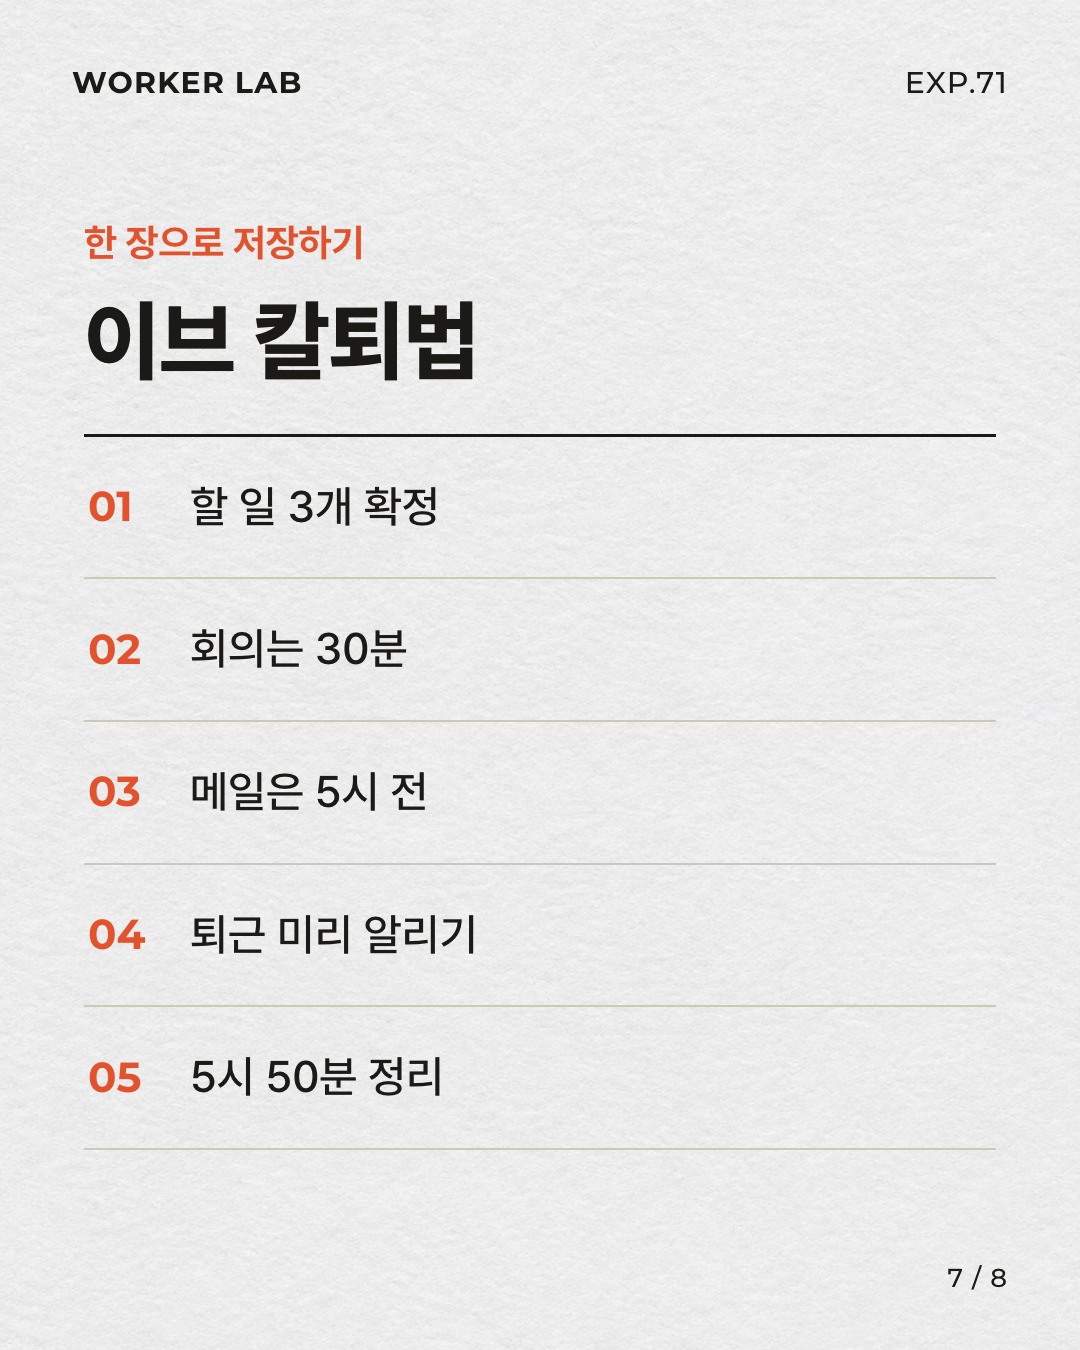 WORKER LAB
EXP.71
한 장으로 저장하기
이브 칼퇴법
01 할 일 3개 확정
02 회의는 30분
03 메일은 5시 전
04 퇴근 미리 알리기
05 5시 50분 정리
7 / 8